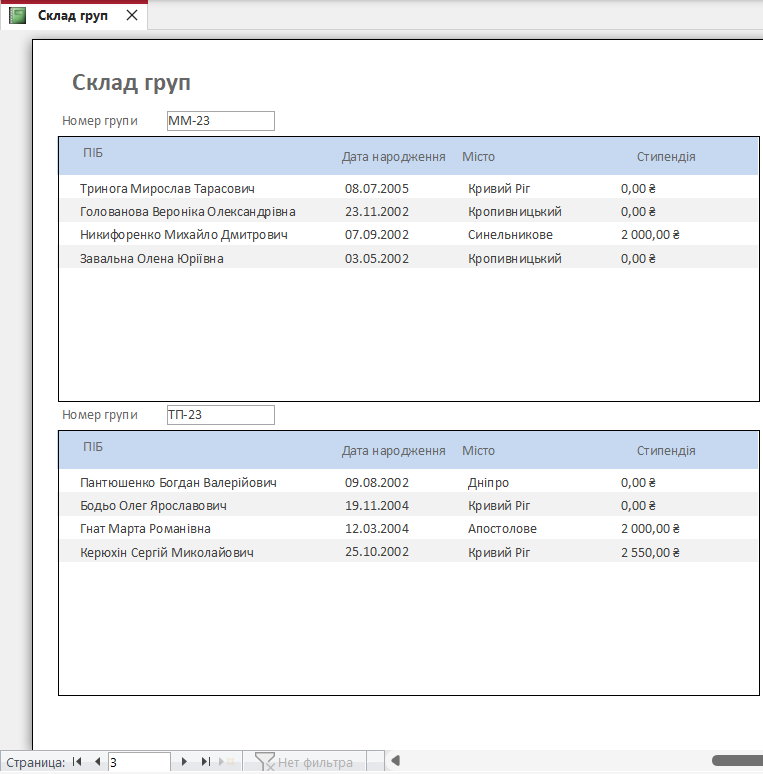 Склад груп
Склад груп
Номер групи ММ-23
ПІБ Дата народження Місто Стипендія
Тринога Мирослав Тарасович 08.07.2005 Кривий Ріг 0,00 ₴
Голованова Вероніка Олександрівна 23.11.2002 Кропивницький 0,00 ₴
Никифоренко Михайло Дмитрович 07.09.2002 Синельникове 2 000,00 ₴
Завальна Олена Юріївна 03.05.2002 Кропивницький 0,00 ₴
Номер групи ТП-23
ПІБ Дата народження Місто Стипендія
Пантюшенко Богдан Валерійович 09.08.2002 Дніпро 0,00 ₴
Бодьо Олег Ярославович 19.11.2004 Кривий Ріг 0,00 ₴
Гнат Марта Романівна 12.03.2004 Апостолове 2 000,00 ₴
Керюхін Сергій Миколайович 25.10.2002 Кривий Ріг 2 550,00 ₴
Страница: 3 Нет фильтра